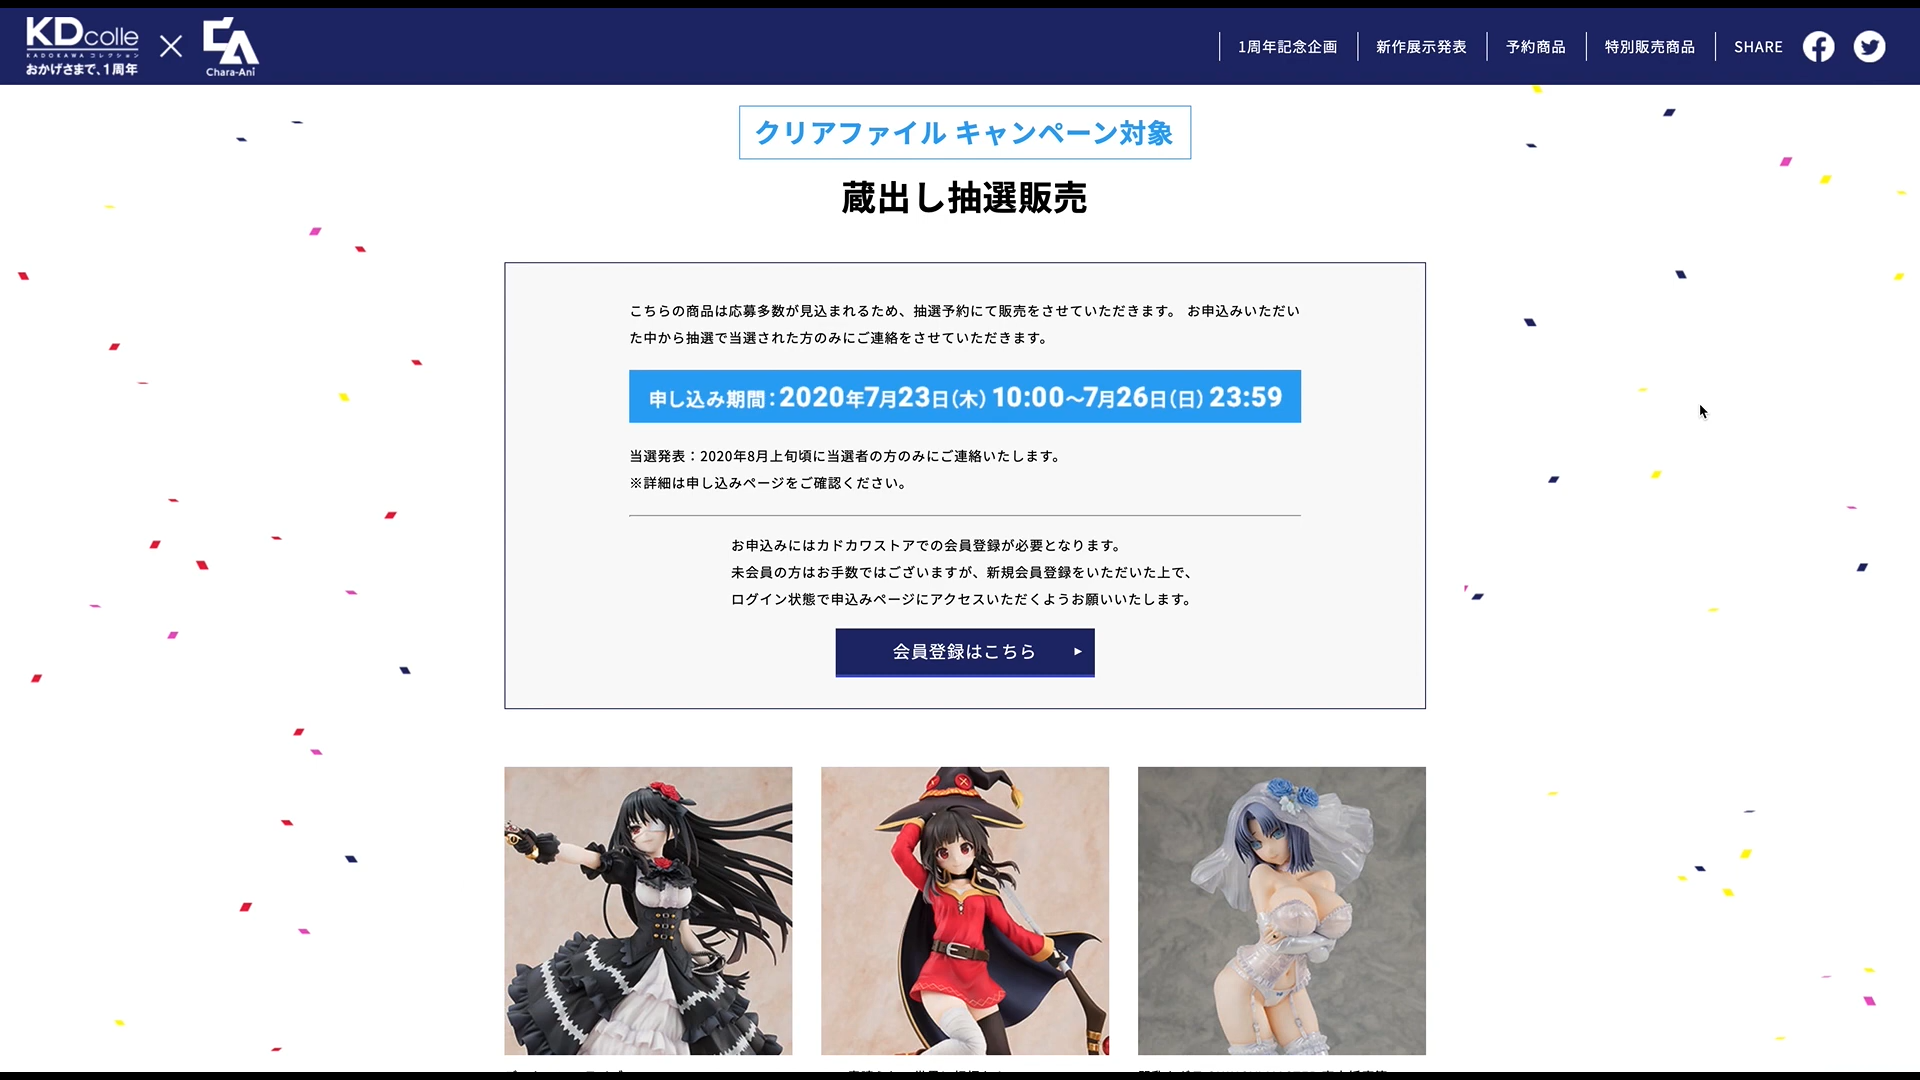 KDcolle
KADOKAWA コレクション
おかげさまで、1周年
×
CA
Chara-Ani
1周年記念企画
新作展示発表
予約商品
特別販売商品
SHARE
クリアファイル キャンペーン対象
蔵出し抽選販売
こちらの商品は応募多数が見込まれるため、抽選予約にて販売をさせていただきます。 お申込みいただい
た中から抽選で当選された方のみにご連絡をさせていただきます。
申し込み期間：2020年7月23日（木）10:00〜7月26日（日）23:59
当選発表：2020年8月上旬頃に当選者の方のみにご連絡いたします。
※詳細は申し込みページをご確認ください。
お申込みにはカドカワストアでの会員登録が必要となります。
未会員の方はお手数ではございますが、新規会員登録をいただいた上で、
ログイン状態で申込みページにアクセスいただくようお願いいたします。
会員登録はこちら